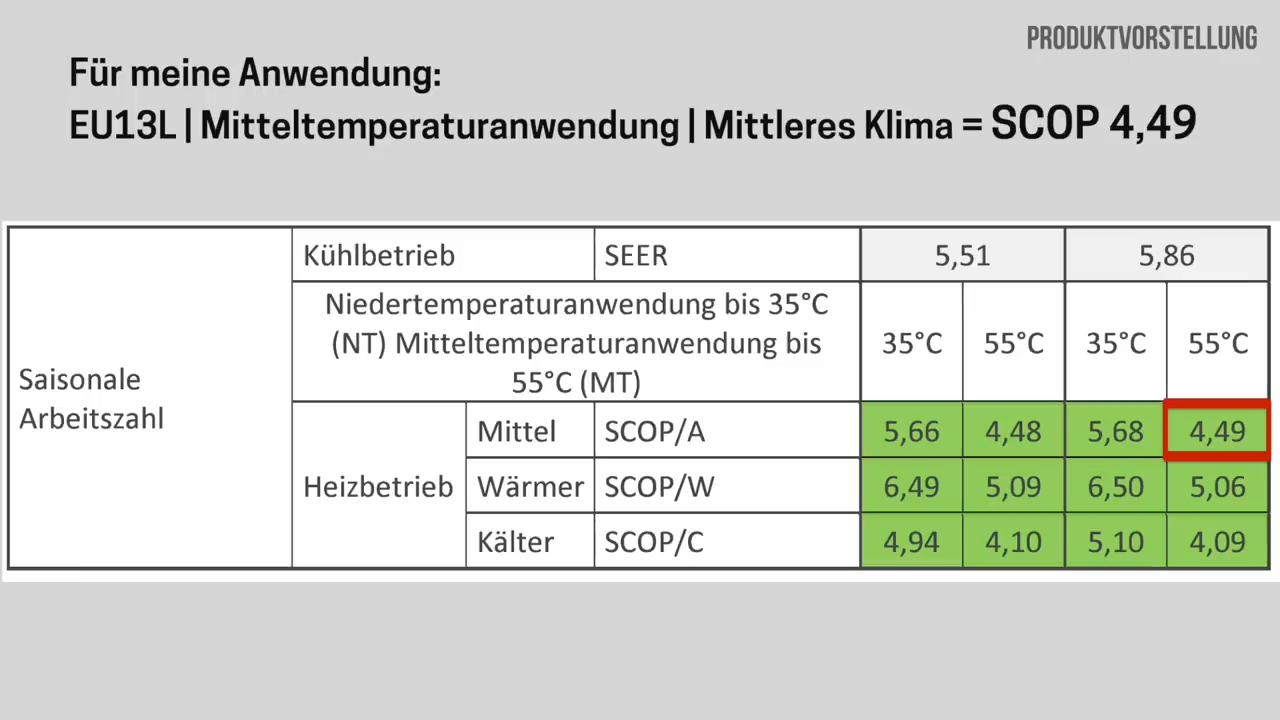 PRODUKTVORSTELLUNG
Für meine Anwendung:
EU13L | Mitteltemperaturanwendung | Mittleres Klima = SCOP 4,49
Saisonale
Arbeitszahl
Kühlbetrieb SEER 5,51 5,86
Niedertemperaturanwendung bis 35°C
(NT) Mitteltemperaturanwendung bis
55°C (MT)
35°C 55°C 35°C 55°C
Heizbetrieb
Mittel SCOP/A 5,66 4,48 5,68 4,49
Wärmer SCOP/W 6,49 5,09 6,50 5,06
Kälter SCOP/C 4,94 4,10 5,10 4,09